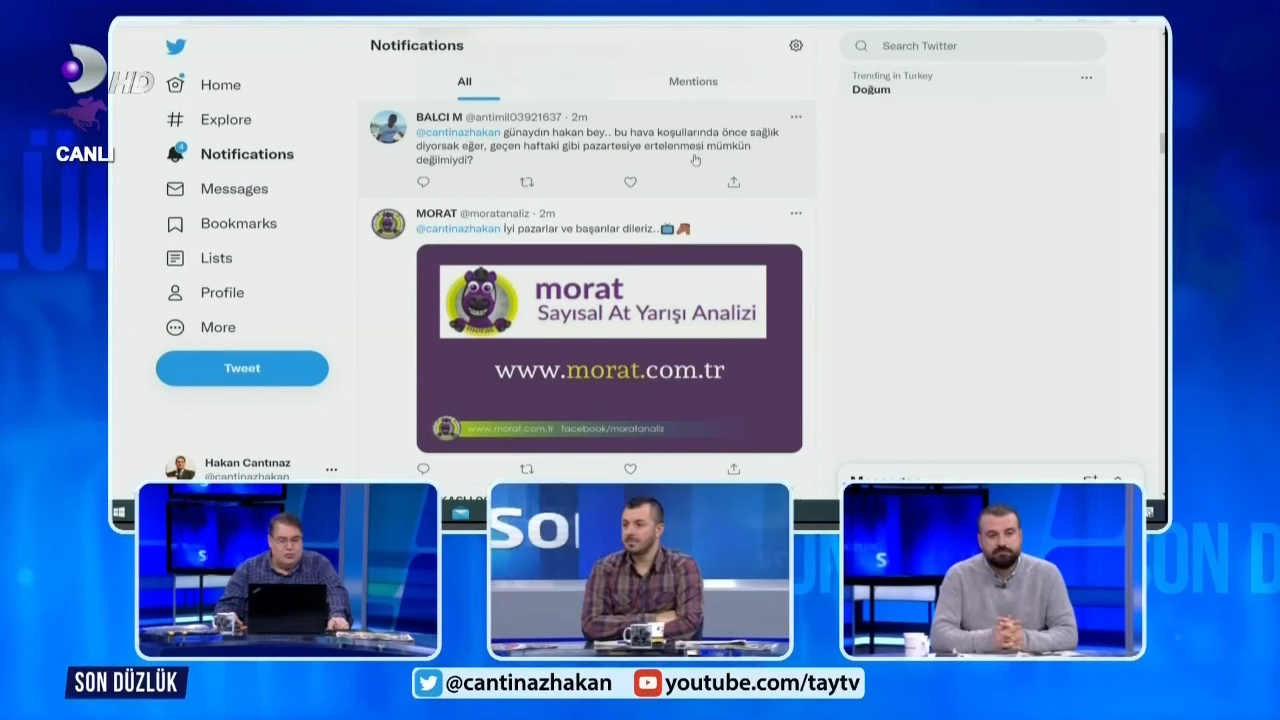 HD
CANLI
Home
Explore
Notifications
Messages
Bookmarks
Lists
Profile
More
Tweet
Hakan Cantınaz
@cantinazhakan
Notifications
All
Mentions
BALCI M @antimil03921637 · 2m
@cantinazhakan günaydın hakan bey.. bu hava koşullarında önce sağlık
diyorsak eğer, geçen haftaki gibi pazartesiye ertelenmesi mümkün
değilmiydi?
MORAT @moratanaliz · 2m
@cantinazhakan İyi pazarlar ve başarılar dileriz..
morat
Sayısal At Yarışı Analizi
www.morat.com.tr
www.morat.com.tr facebook/moratanaliz
Search Twitter
Trending in Turkey
Doğum
SON DÜZLÜK
@cantinazhakan
youtube.com/taytv